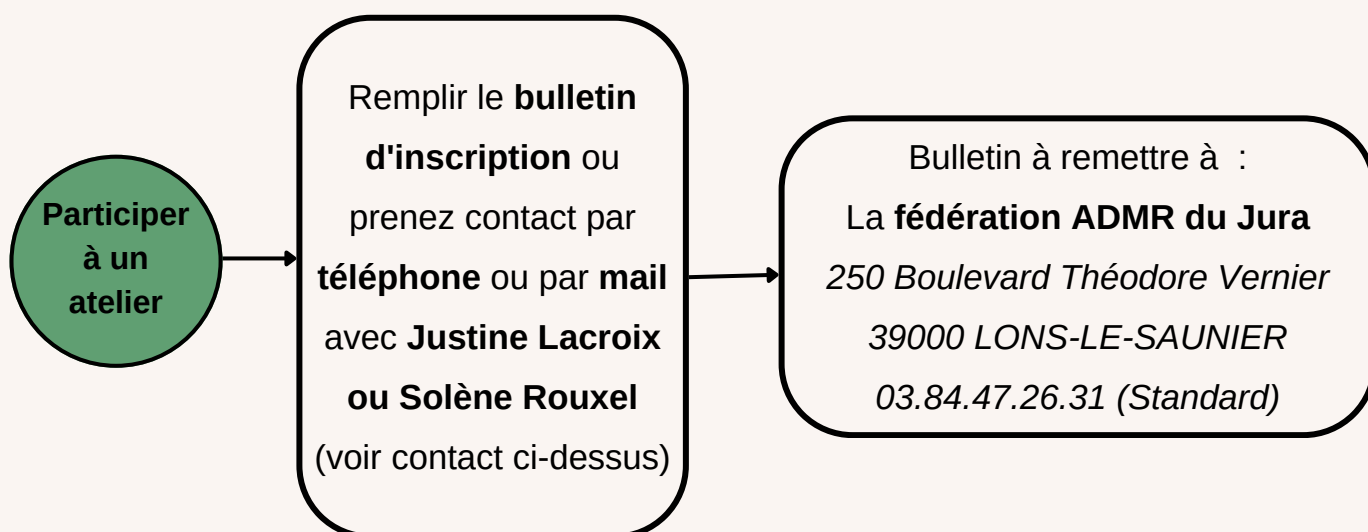 Participer
à un
atelier
Remplir le bulletin
d'inscription ou
prenez contact par
téléphone ou par mail
avec Justine Lacroix
ou Solène Rouxel
(voir contact ci-dessus)
Bulletin à remettre à :
La fédération ADMR du Jura
250 Boulevard Théodore Vernier
39000 LONS-LE-SAUNIER
03.84.47.26.31 (Standard)